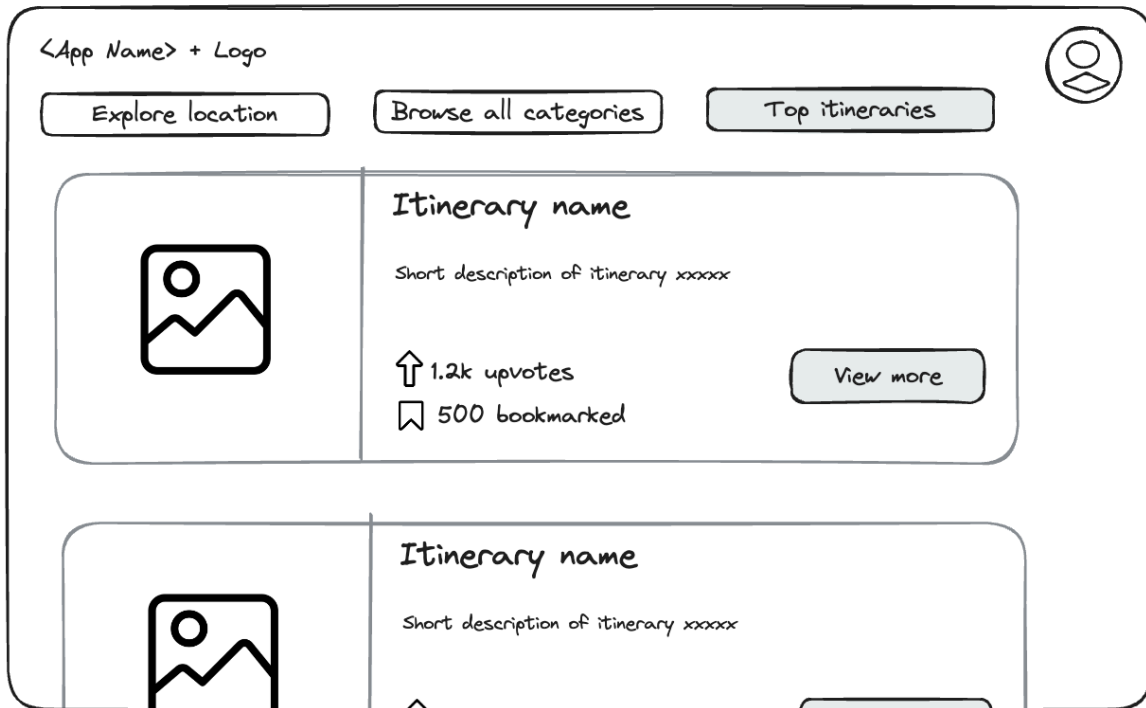 <App Name> + Logo
Explore location
Browse all categories
Top itineraries
Itinerary name
Short description of itinerary xxxxx
1.2k upvotes
500 bookmarked
View more
Itinerary name
Short description of itinerary xxxxx